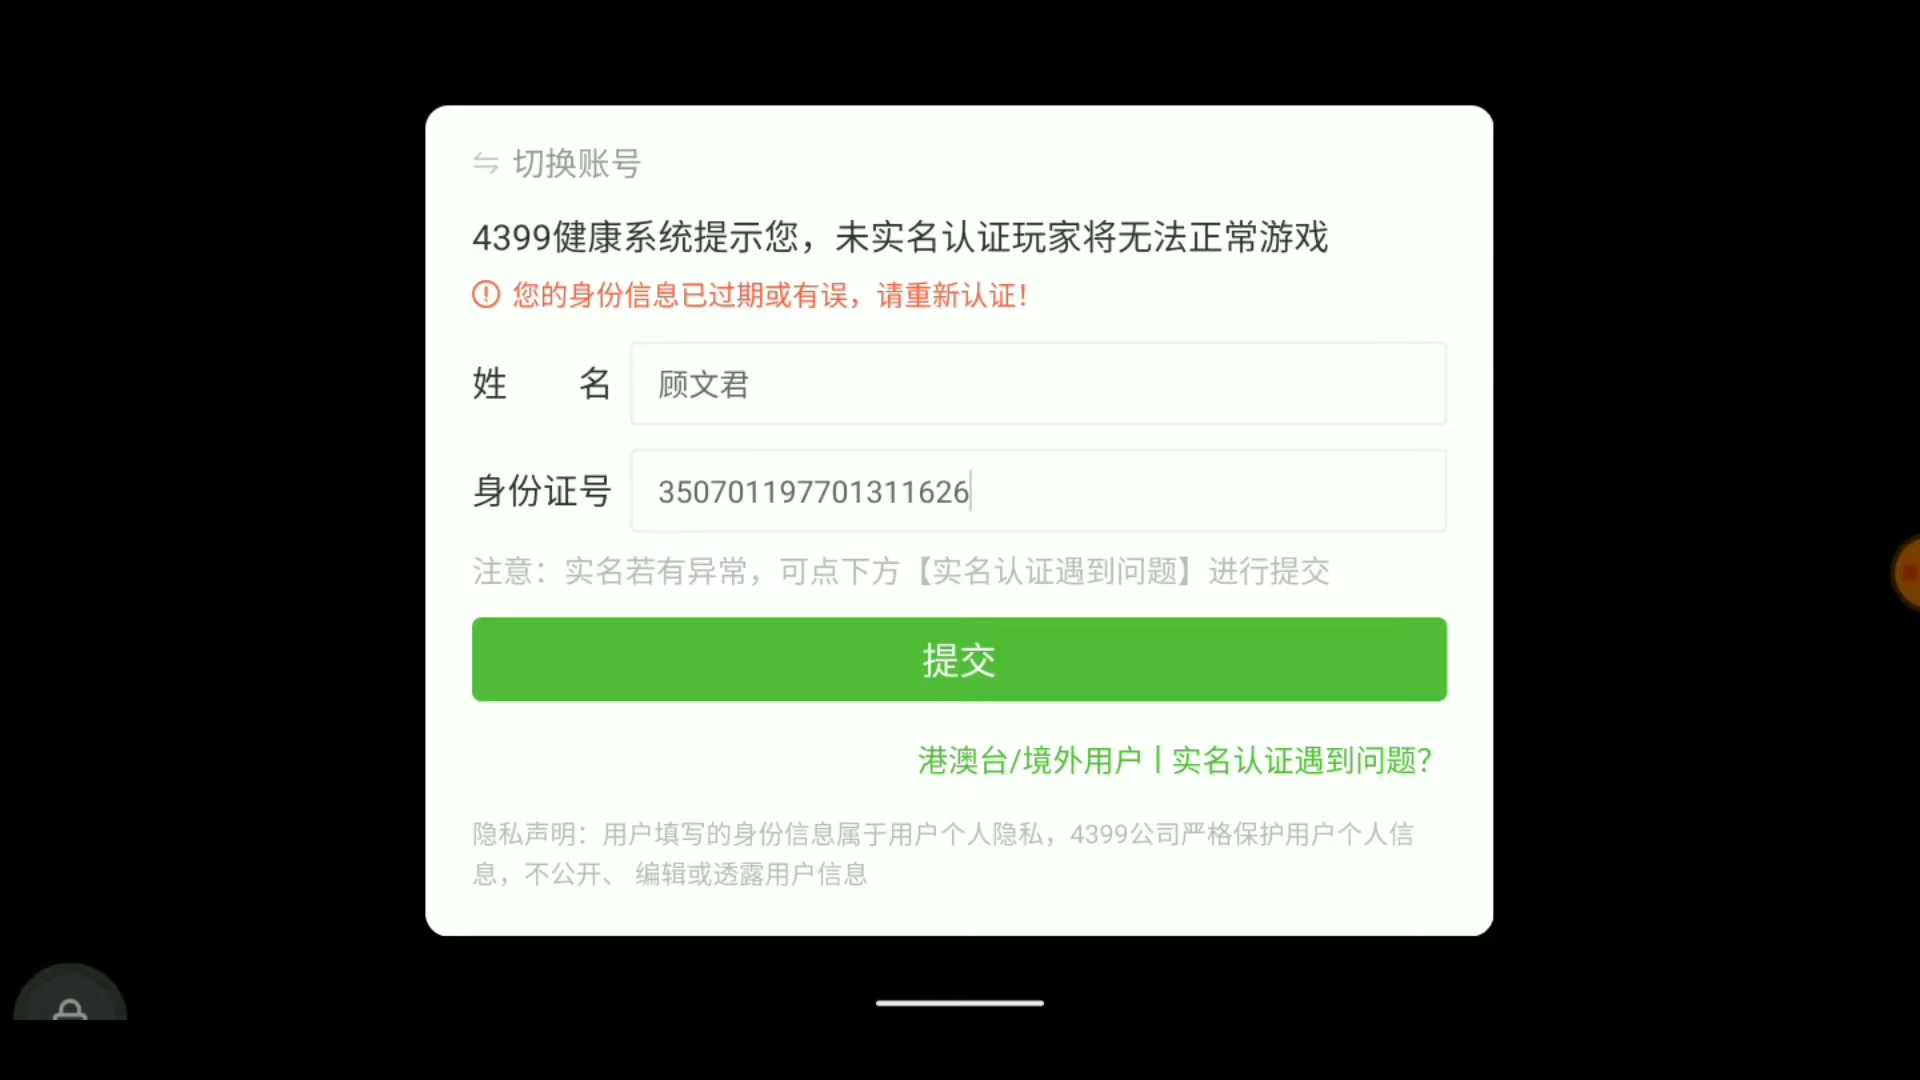 切换账号
4399健康系统提示您，未实名认证玩家将无法正常游戏
您的身份信息已过期或有误，请重新认证！
姓 名 顾文君
身份证号 350701197701311626
注意：实名若有异常，可点下方【实名认证遇到问题】进行提交
提交
港澳台/境外用户 | 实名认证遇到问题？
隐私声明：用户填写的身份信息属于用户个人隐私，4399公司严格保护用户个人信
息，不公开、 编辑或透露用户信息